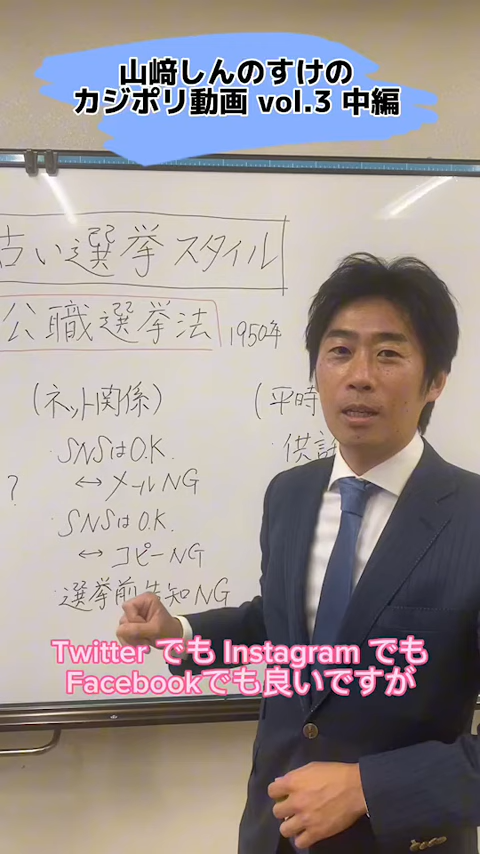 山﨑しんのすけの
カジポリ動画 vol.3 中編
古い選挙スタイル
公職選挙法 1950年
(ネット関係)
(平時
・SNSはO.K.
供託
↔ メールNG
?
・SNSはO.K.
↔ コピーNG
・選挙前告知NG
Twitter でも Instagram でも
Facebookでも良いですが